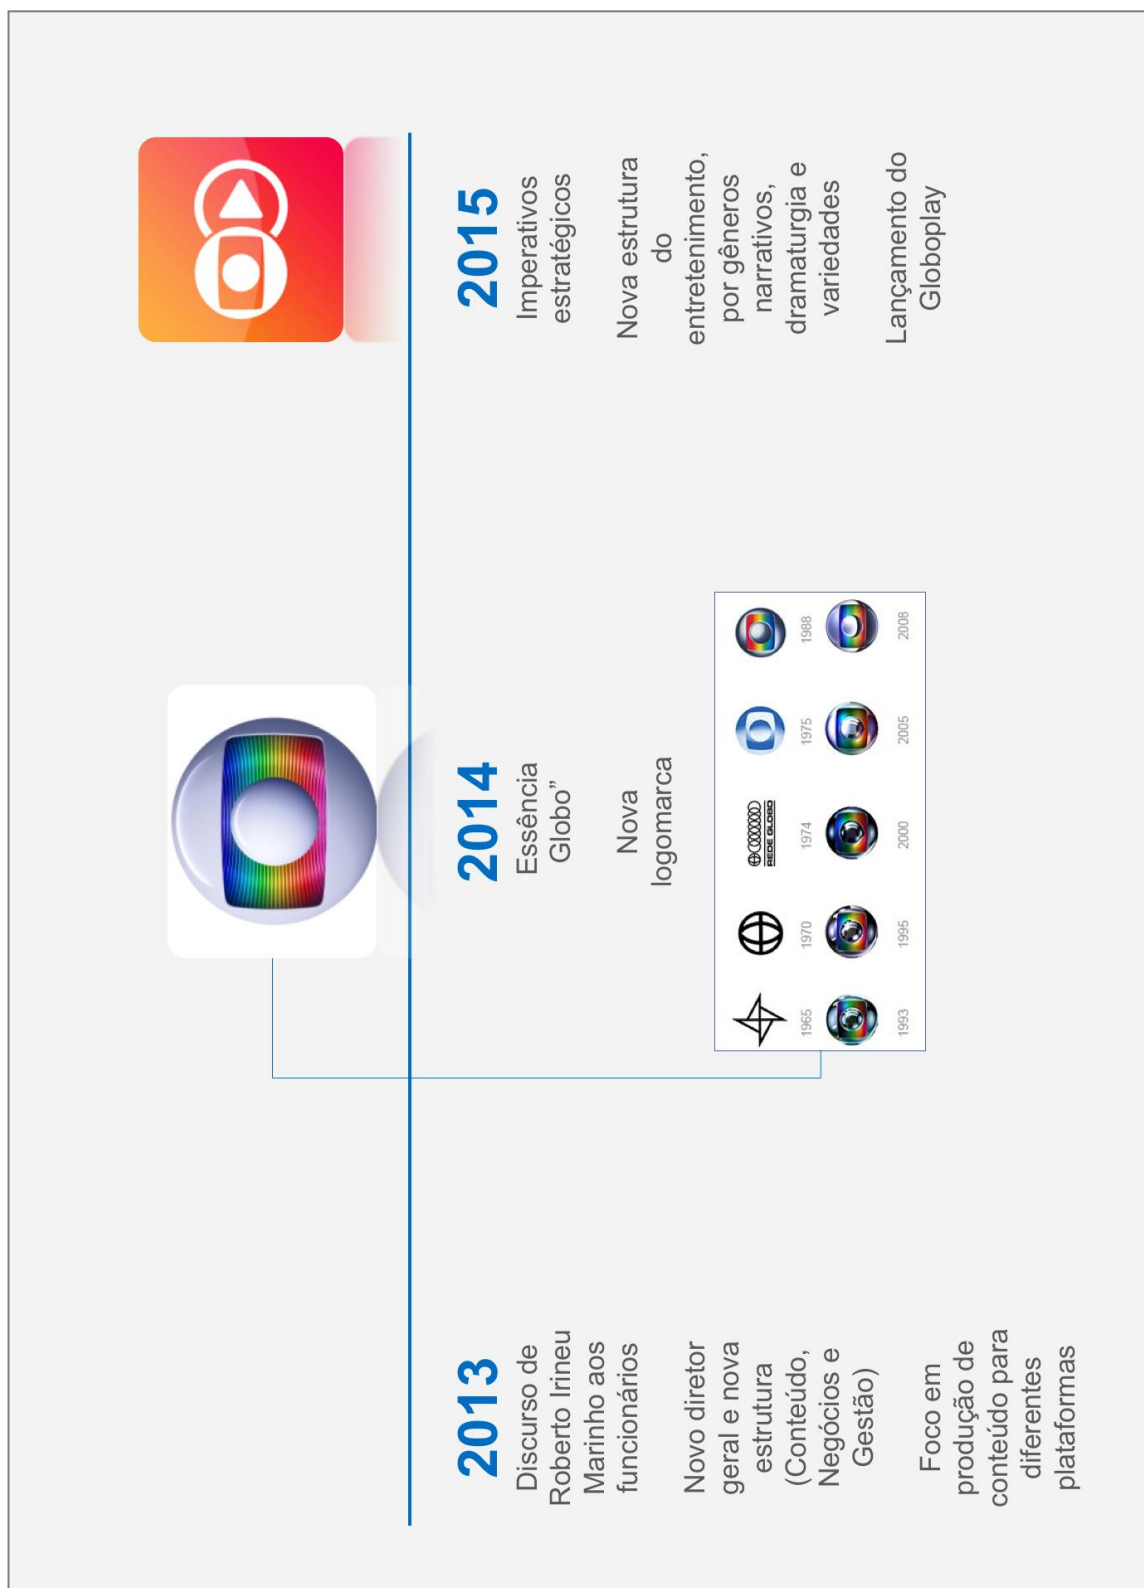 2013
Discurso de
Roberto Irineu
Marinho aos
funcionários
Novo diretor
geral e nova
estrutura
(Conteúdo,
Negócios e
Gestão)
Foco em
produção de
conteúdo para
diferentes
plataformas
2014
Essência
Globo”
Nova
logomarca
REDE GLOBO
1965 1970 1974 1975 1988
1993 1995 2000 2005 2008
2015
Imperativos
estratégicos
Nova estrutura
do
entretenimento,
por gêneros
narrativos,
dramaturgia e
variedades
Lançamento do
Globoplay